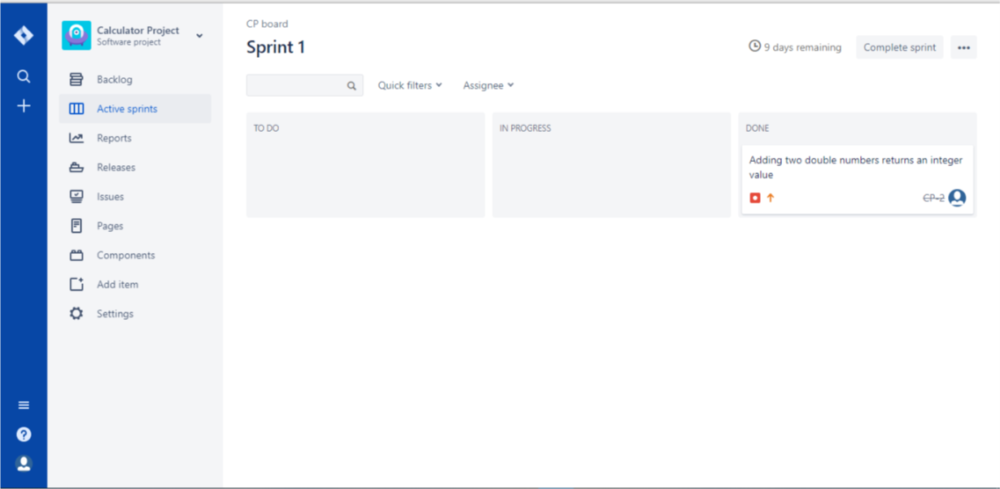 Calculator Project
Software project
Backlog
Active sprints
Reports
Releases
Issues
Pages
Components
Add item
Settings
CP board
Sprint 1
9 days remaining
Complete sprint
Quick filters
Assignee
TO DO
IN PROGRESS
DONE
Adding two double numbers returns an integer
value
CP-2